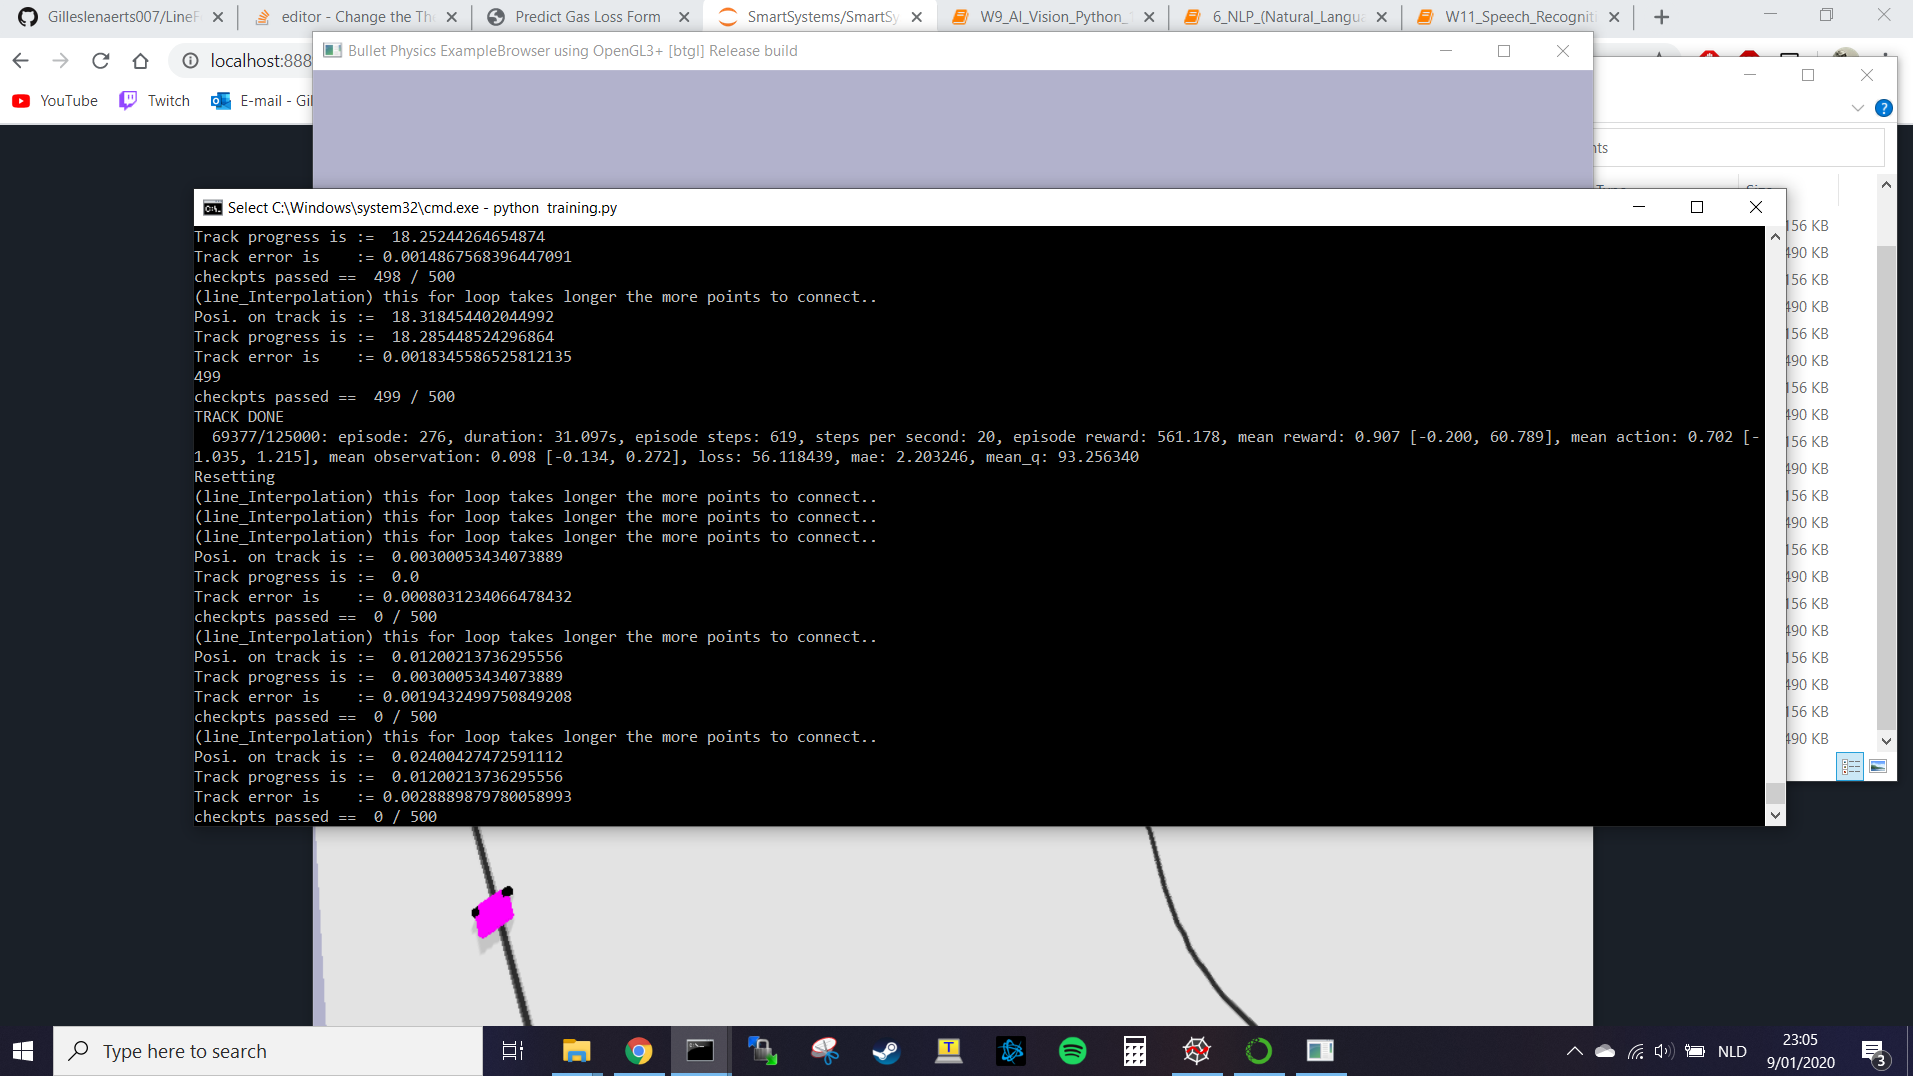 Gilleslenaerts007/LineF
editor - Change the Th
Predict Gas Loss Form
SmartSystems/SmartSy
W9_AI_Vision_Python_
6_NLP_(Natural_Langua
W11_Speech_Recogniti
Bullet Physics ExampleBrowser using OpenGL3+ [btgl] Release build
localhost:888
YouTube
Twitch
E-mail - Gil
nts
Select C:\Windows\system32\cmd.exe - python  training.py
Track progress is :=  18.25244264654874
Track error is    := 0.0014867568396447091
checkpts passed ==  498 / 500
(line_Interpolation) this for loop takes longer the more points to connect..
Posi. on track is :=  18.318454402044992
Track progress is :=  18.285448524296864
Track error is    := 0.0018345586525812135
499
checkpts passed ==  499 / 500
TRACK DONE
  69377/125000: episode: 276, duration: 31.097s, episode steps: 619, steps per second: 20, episode reward: 561.178, mean reward: 0.907 [-0.200, 60.789], mean action: 0.702 [-
1.035, 1.215], mean observation: 0.098 [-0.134, 0.272], loss: 56.118439, mae: 2.203246, mean_q: 93.256340
Resetting
(line_Interpolation) this for loop takes longer the more points to connect..
(line_Interpolation) this for loop takes longer the more points to connect..
(line_Interpolation) this for loop takes longer the more points to connect..
Posi. on track is :=  0.00300053434073889
Track progress is :=  0.0
Track error is    := 0.0008031234066478432
checkpts passed ==  0 / 500
(line_Interpolation) this for loop takes longer the more points to connect..
Posi. on track is :=  0.01200213736295556
Track progress is :=  0.00300053434073889
Track error is    := 0.0019432499750849208
checkpts passed ==  0 / 500
(line_Interpolation) this for loop takes longer the more points to connect..
Posi. on track is :=  0.02400427472591112
Track progress is :=  0.01200213736295556
Track error is    := 0.0028889879780058993
checkpts passed ==  0 / 500
156 KB
490 KB
156 KB
490 KB
156 KB
490 KB
156 KB
490 KB
156 KB
490 KB
156 KB
490 KB
156 KB
490 KB
156 KB
490 KB
156 KB
490 KB
156 KB
490 KB
Type here to search
NLD
23:05
9/01/2020
3